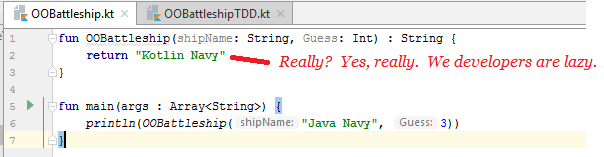 OOBattleship.kt × OOBattleshipTDD.kt ×
1 fun OOBattleship(shipName: String, Guess: Int) : String {
2 return "Kotlin Navy" Really? Yes, really. We developers are lazy.
3 }
4
5 fun main(args : Array<String>) {
6 println(OOBattleship( shipName: "Java Navy", Guess: 3))
7 }